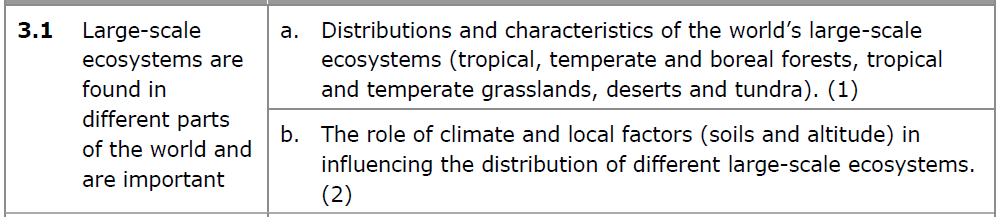 3.1 Large-scale
ecosystems are
found in
different parts
of the world and
are important
a. Distributions and characteristics of the world’s large-scale
ecosystems (tropical, temperate and boreal forests, tropical
and temperate grasslands, deserts and tundra). (1)
b. The role of climate and local factors (soils and altitude) in
influencing the distribution of different large-scale ecosystems.
(2)